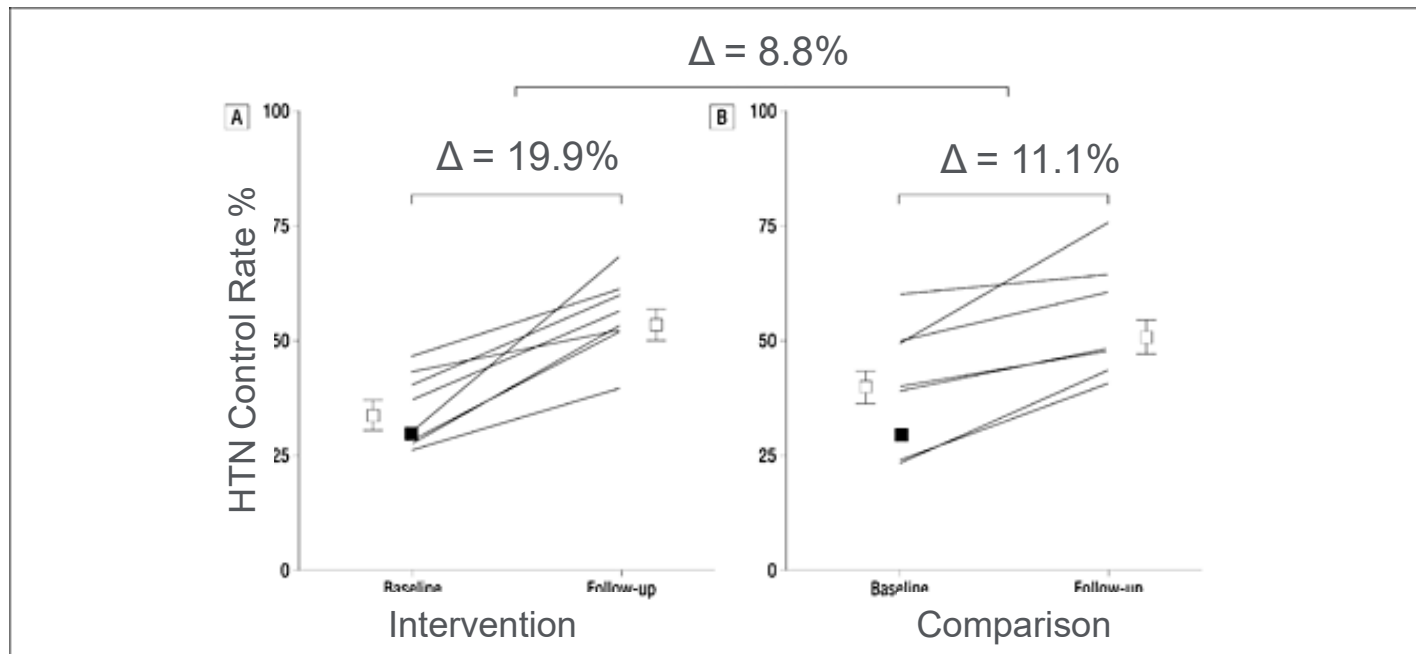 Δ = 8.8%
A
B
Δ = 19.9%
Δ = 11.1%
HTN Control Rate %
100
75
50
25
0
100
75
50
25
0
Baseline
Follow-up
Baseline
Follow-up
Intervention
Comparison